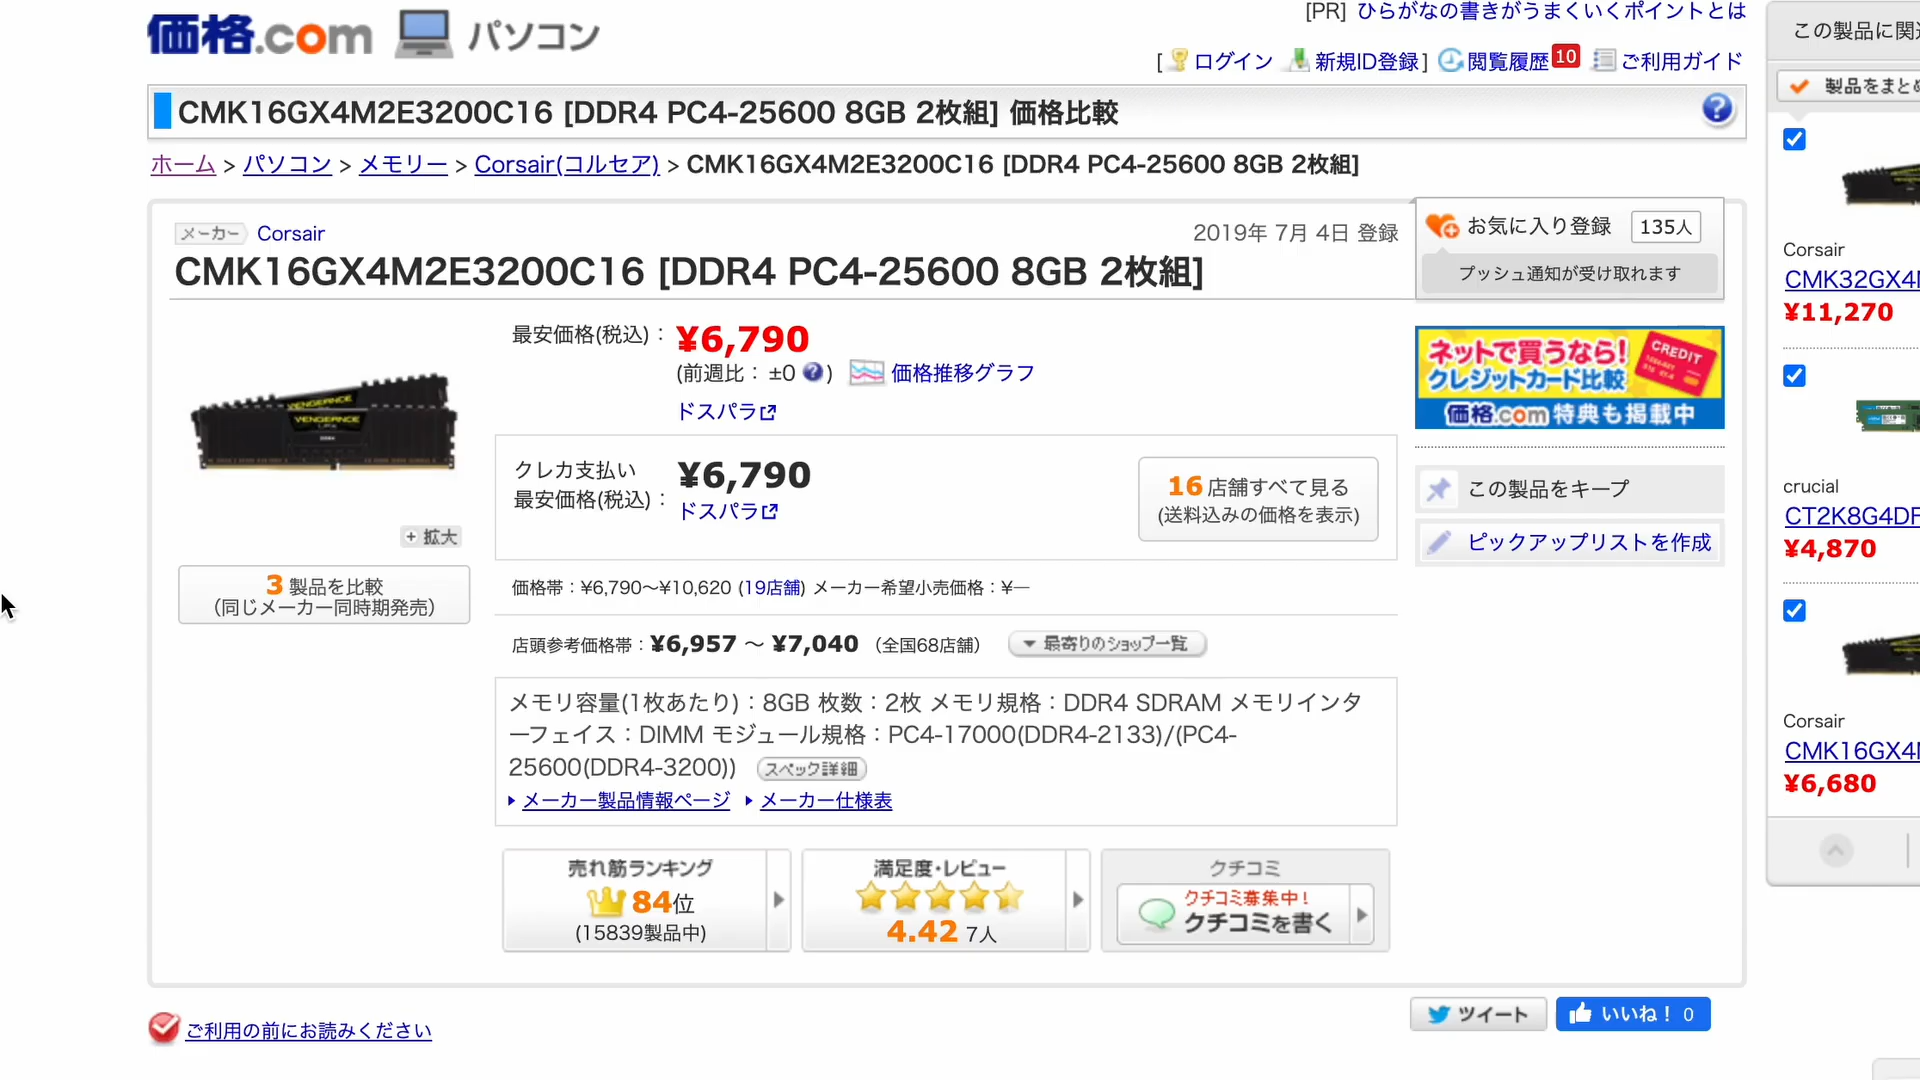 価格.com パソコン
[PR] ひらがなの書きがうまくいくポイントとは
[ ログイン 新規ID登録 ] 閲覧履歴 10 ご利用ガイド
CMK16GX4M2E3200C16 [DDR4 PC4-25600 8GB 2枚組] 価格比較
ホーム > パソコン > メモリー > Corsair(コルセア) > CMK16GX4M2E3200C16 [DDR4 PC4-25600 8GB 2枚組]
メーカー Corsair
2019年 7月 4日 登録
CMK16GX4M2E3200C16 [DDR4 PC4-25600 8GB 2枚組]
お気に入り登録 135人
プッシュ通知が受け取れます
VENGEANCE
VENGEANCE
LPX
DDR4
+ 拡大
3 製品を比較
(同じメーカー同時期発売)
最安価格(税込)： ¥6,790
(前週比： ±0 ? ) 価格推移グラフ
ドスパラ
クレカ支払い
最安価格(税込)：
¥6,790
ドスパラ
16 店舗すべて見る
(送料込みの価格を表示)
価格帯：¥6,790～¥10,620 (19店舗) メーカー希望小売価格：¥―
店頭参考価格帯：¥6,957 ～ ¥7,040 （全国68店舗） 最寄りのショップ一覧
メモリ容量(1枚あたり)：8GB 枚数：2枚 メモリ規格：DDR4 SDRAM メモリインタ
ーフェイス：DIMM モジュール規格：PC4-17000(DDR4-2133)/(PC4-
25600(DDR4-3200)) スペック詳細
メーカー製品情報ページ メーカー仕様表
売れ筋ランキング
84位
(15839製品中)
満足度・レビュー
4.42 7人
クチコミ
クチコミ募集中！
クチコミを書く
ネットで買うなら!
クレジットカード比較
CREDIT
価格.com 特典も掲載中
この製品をキープ
ピックアップリストを作成
ご利用の前にお読みください
ツイート いいね！ 0
この製品に関
製品をまとめ
Corsair
CMK32GX4M
¥11,270
crucial
CT2K8G4DF
¥4,870
Corsair
CMK16GX4M
¥6,680